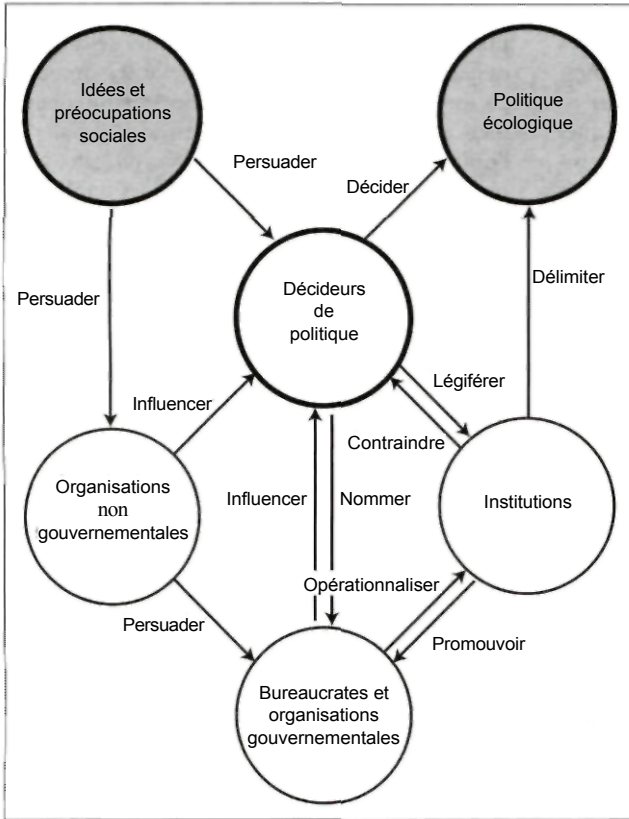 Idées et
préoccupations
sociales
Politique
écologique
Persuader
Décider
Persuader
Décideurs
de
politique
Délimiter
Influencer
Légiférer
Contraindre
Organisations
non
gouvernementales
Influencer
Nommer
Institutions
Opérationnaliser
Persuader
Promouvoir
Bureaucrates et
organisations
gouvernementales